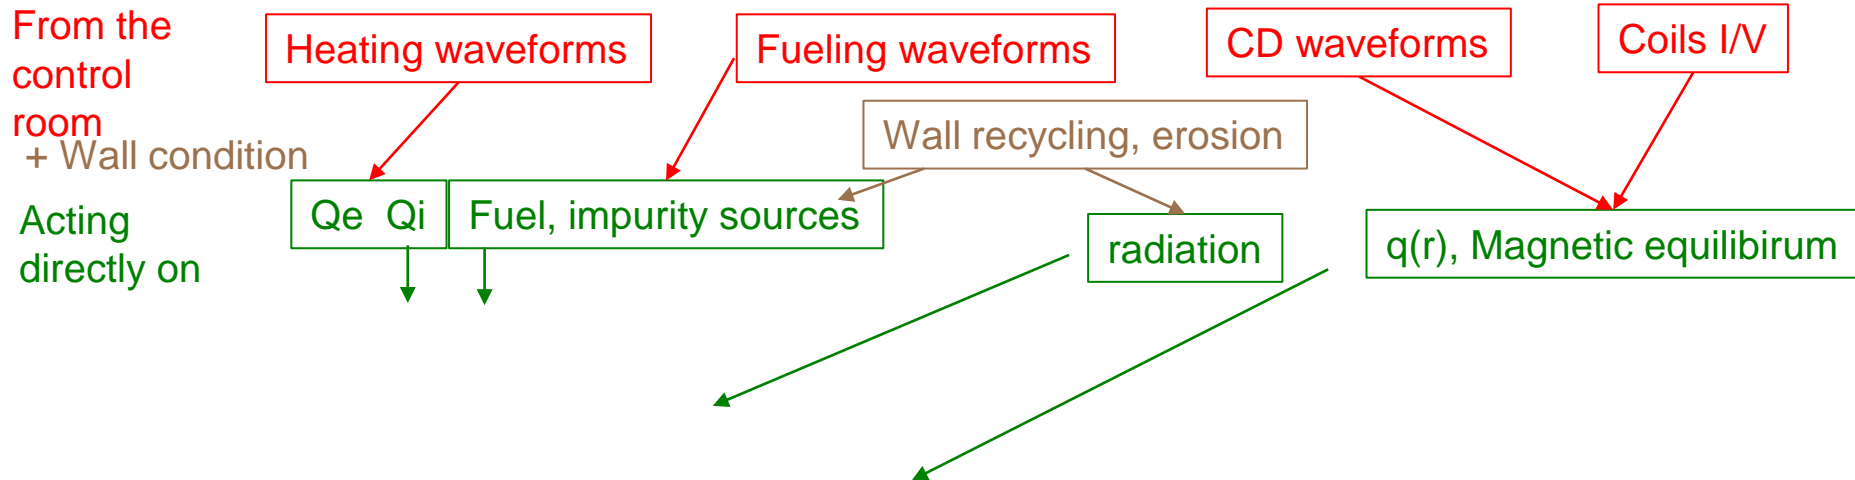 From the
control
room
Heating waveforms
Fueling waveforms
CD waveforms
Coils I/V
+ Wall condition
Wall recycling, erosion
Acting
directly on
Qe Qi
Fuel, impurity sources
radiation
q(r), Magnetic equilibirum